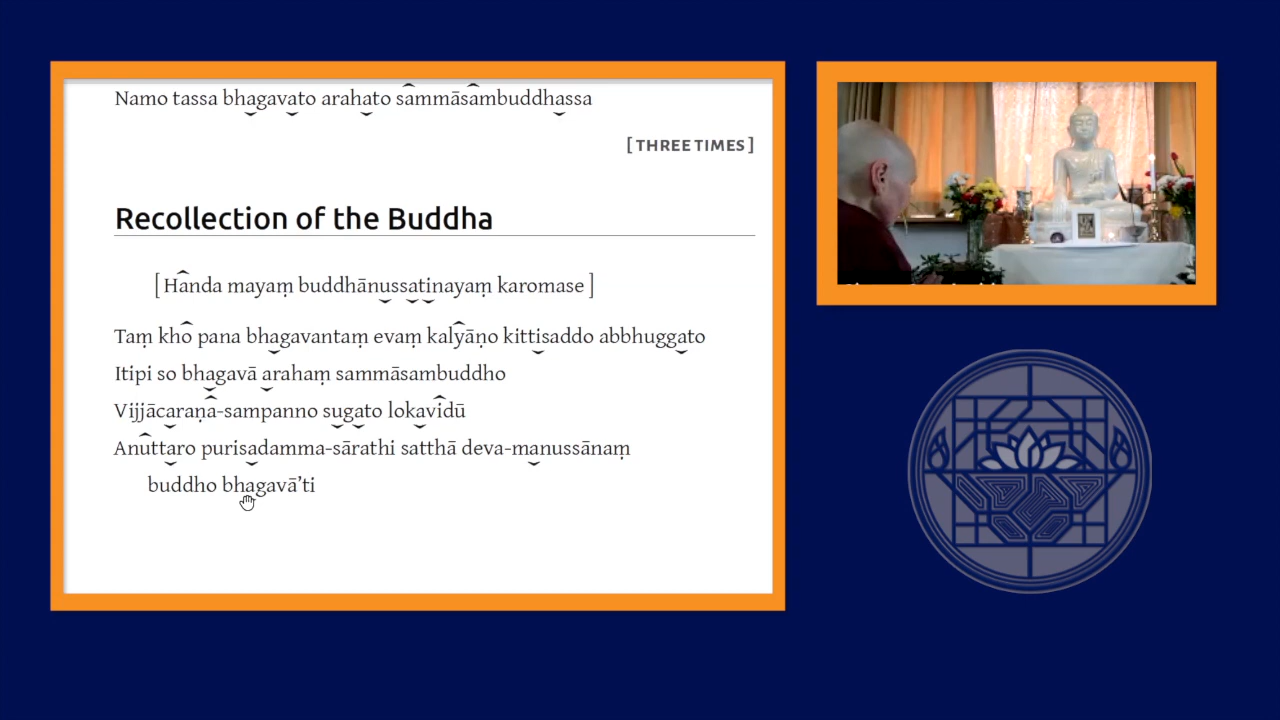 Namo tassa bhagavato arahato sammāsambuddhassa
[ THREE TIMES ]
Recollection of the Buddha
[ Handa mayaṃ buddhānussatinayaṃ karomase ]
Taṃ kho pana bhagavantaṃ evaṃ kalyāṇo kittisaddo abbhuggato
Itipi so bhagavā arahaṃ sammāsambuddho
Vijjācaraṇa-sampanno sugato lokavidū
Anuttaro purisadamma-sārathi satthā deva-manussānaṃ
buddho bhagavā’ti